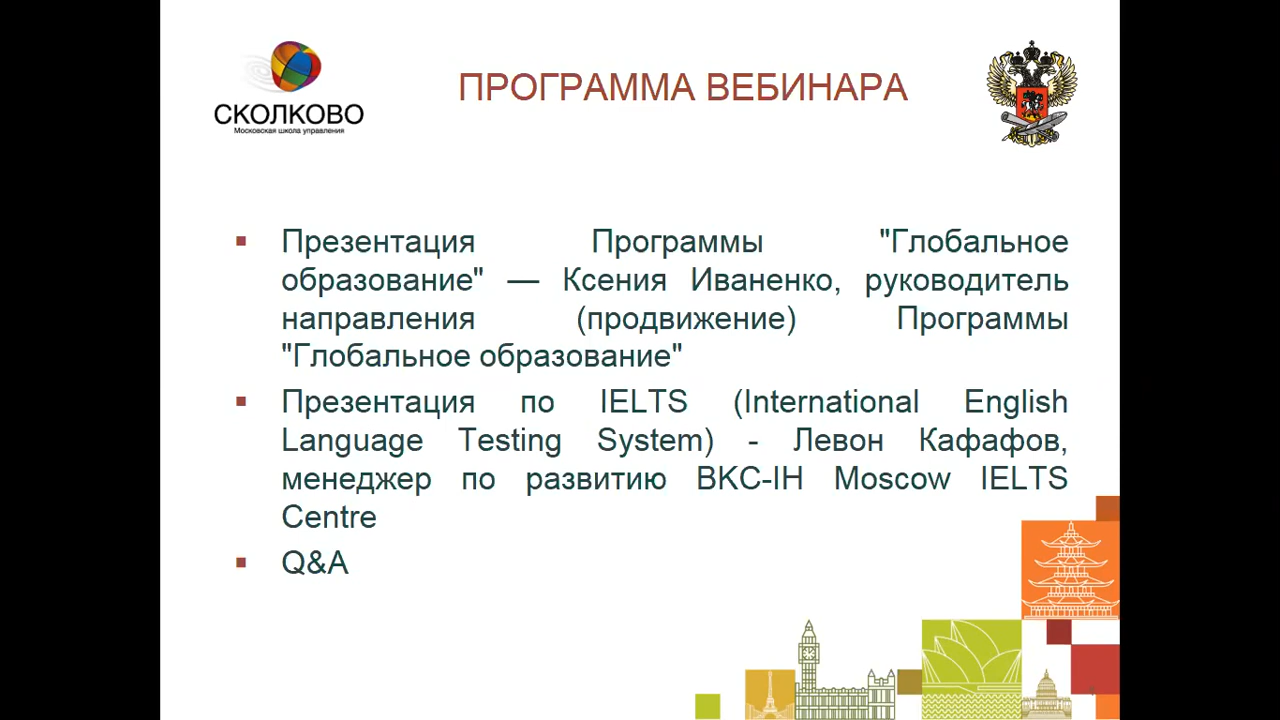 СКОЛКОВО
Московская школа управления
ПРОГРАММА ВЕБИНАРА
Презентация Программы "Глобальное
образование" — Ксения Иваненко, руководитель
направления (продвижение) Программы
"Глобальное образование"
Презентация по IELTS (International English
Language Testing System) - Левон Кафафов,
менеджер по развитию BKC-IH Moscow IELTS
Centre
Q&A